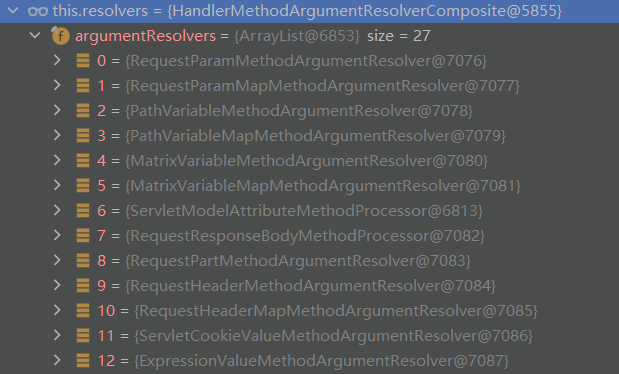 this.resolvers = {HandlerMethodArgumentResolverComposite@5855}
f argumentResolvers = {ArrayList@6853} size = 27
0 = {RequestParamMethodArgumentResolver@7076}
1 = {RequestParamMapMethodArgumentResolver@7077}
2 = {PathVariableMethodArgumentResolver@7078}
3 = {PathVariableMapMethodArgumentResolver@7079}
4 = {MatrixVariableMethodArgumentResolver@7080}
5 = {MatrixVariableMapMethodArgumentResolver@7081}
6 = {ServletModelAttributeMethodProcessor@6813}
7 = {RequestResponseBodyMethodProcessor@7082}
8 = {RequestPartMethodArgumentResolver@7083}
9 = {RequestHeaderMethodArgumentResolver@7084}
10 = {RequestHeaderMapMethodArgumentResolver@7085}
11 = {ServletCookieValueMethodArgumentResolver@7086}
12 = {ExpressionValueMethodArgumentResolver@7087}